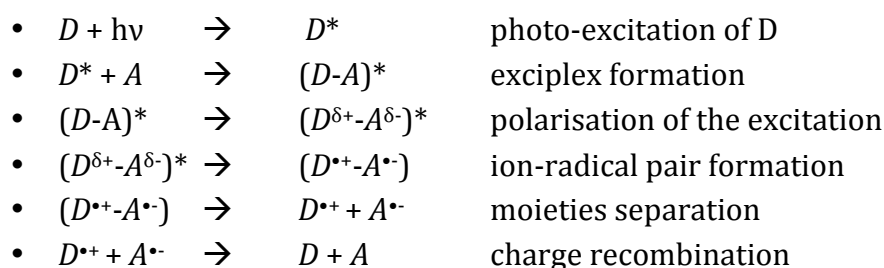 • D + hν → D* photo-excitation of D
• D* + A → (D-A)* exciplex formation
• (D-A)* → (Dδ+-Aδ-)* polarisation of the excitation
• (Dδ+-Aδ-)* → (D•+-A•-) ion-radical pair formation
• (D•+-A•-) → D•+ + A•- moieties separation
• D•+ + A•- → D + A charge recombination